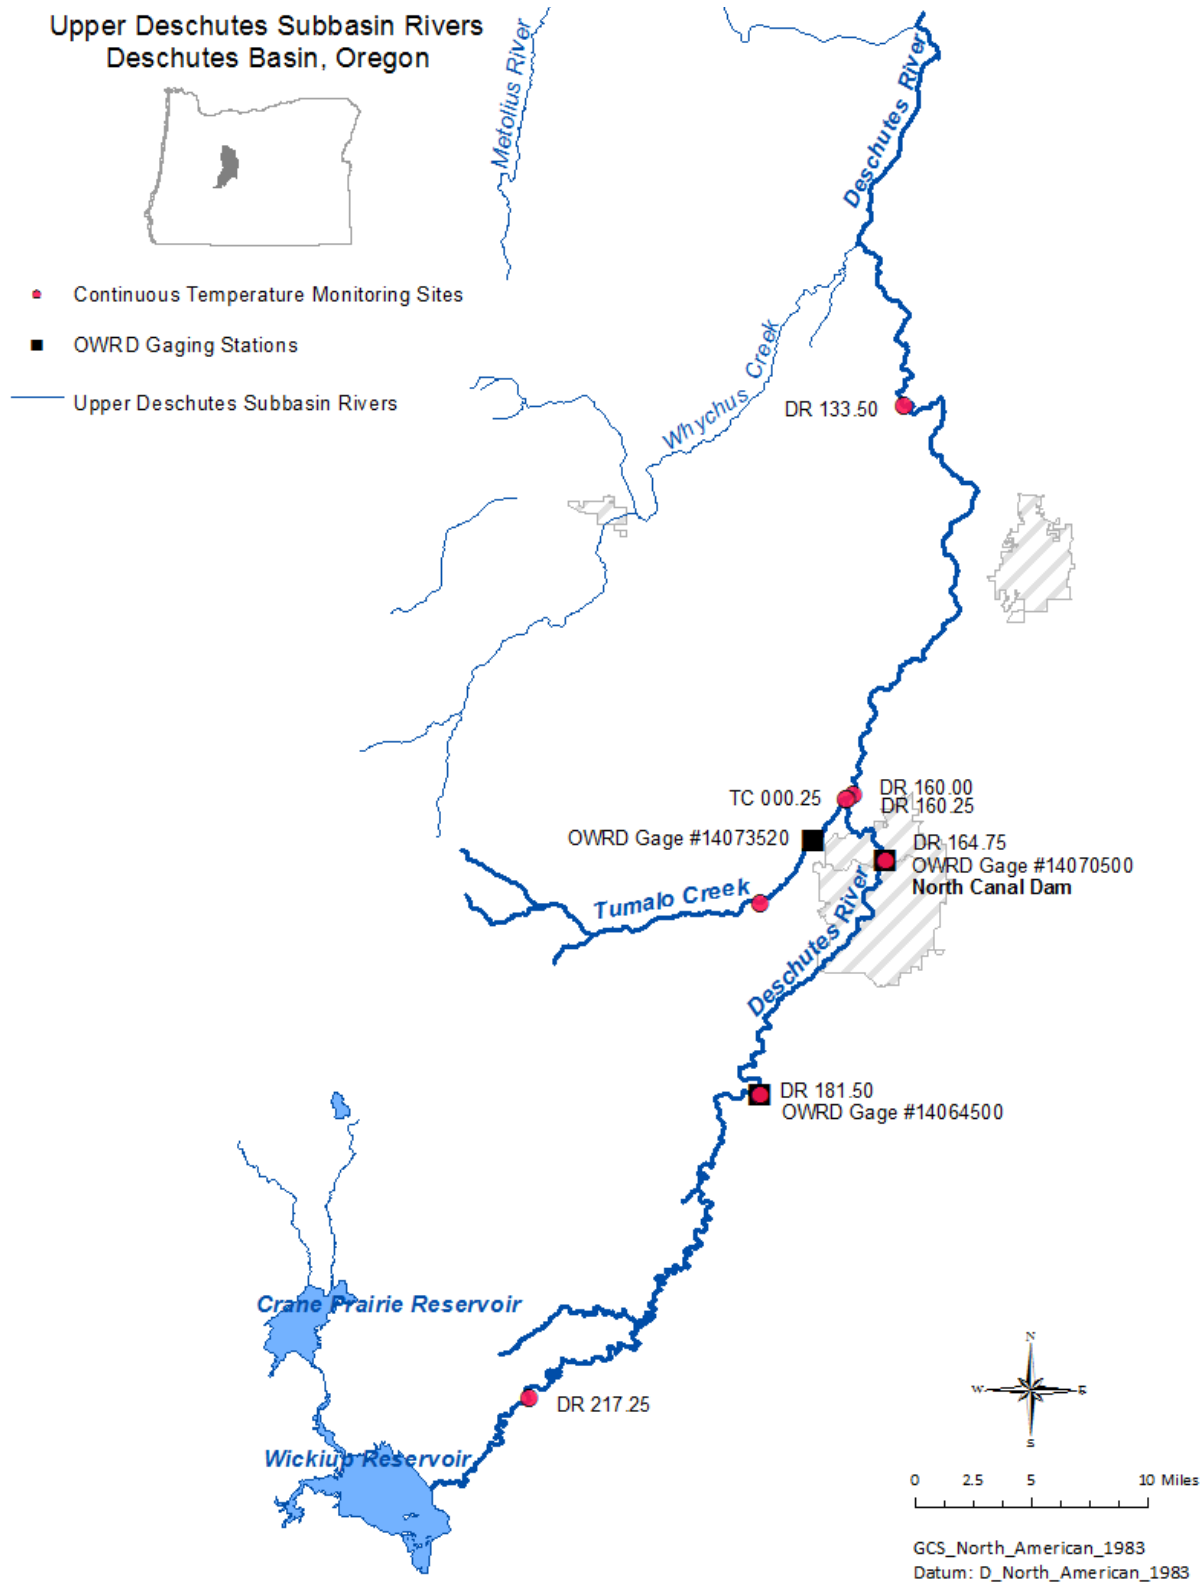 Upper Deschutes Subbasin Rivers
Deschutes Basin, Oregon
Metolius River
Deschutes River
Continuous Temperature Monitoring Sites
OWRD Gaging Stations
Upper Deschutes Subbasin Rivers
Whychus Creek
DR 133.50
DR 160.00
TC 000.25
DR 160.25
OWRD Gage #14073520
DR 164.75
OWRD Gage #14070500
North Canal Dam
Tumalo Creek
Deschutes River
DR 181.50
OWRD Gage #14064500
Crane Prairie Reservoir
DR 217.25
Wickiup Reservoir
N
W
E
S
0 2.5 5 10 Miles
GCS_North_American_1983
Datum: D_North_American_1983